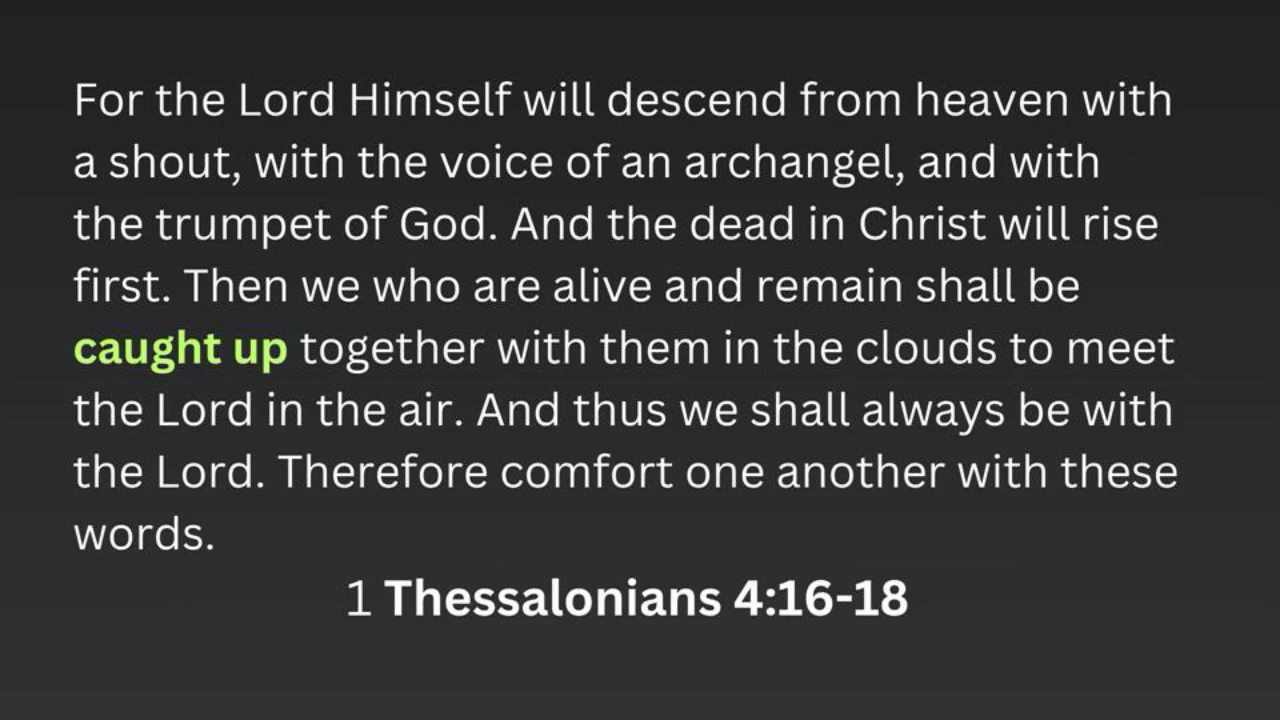 For the Lord Himself will descend from heaven with
a shout, with the voice of an archangel, and with
the trumpet of God. And the dead in Christ will rise
first. Then we who are alive and remain shall be
caught up together with them in the clouds to meet
the Lord in the air. And thus we shall always be with
the Lord. Therefore comfort one another with these
words.
1 Thessalonians 4:16-18